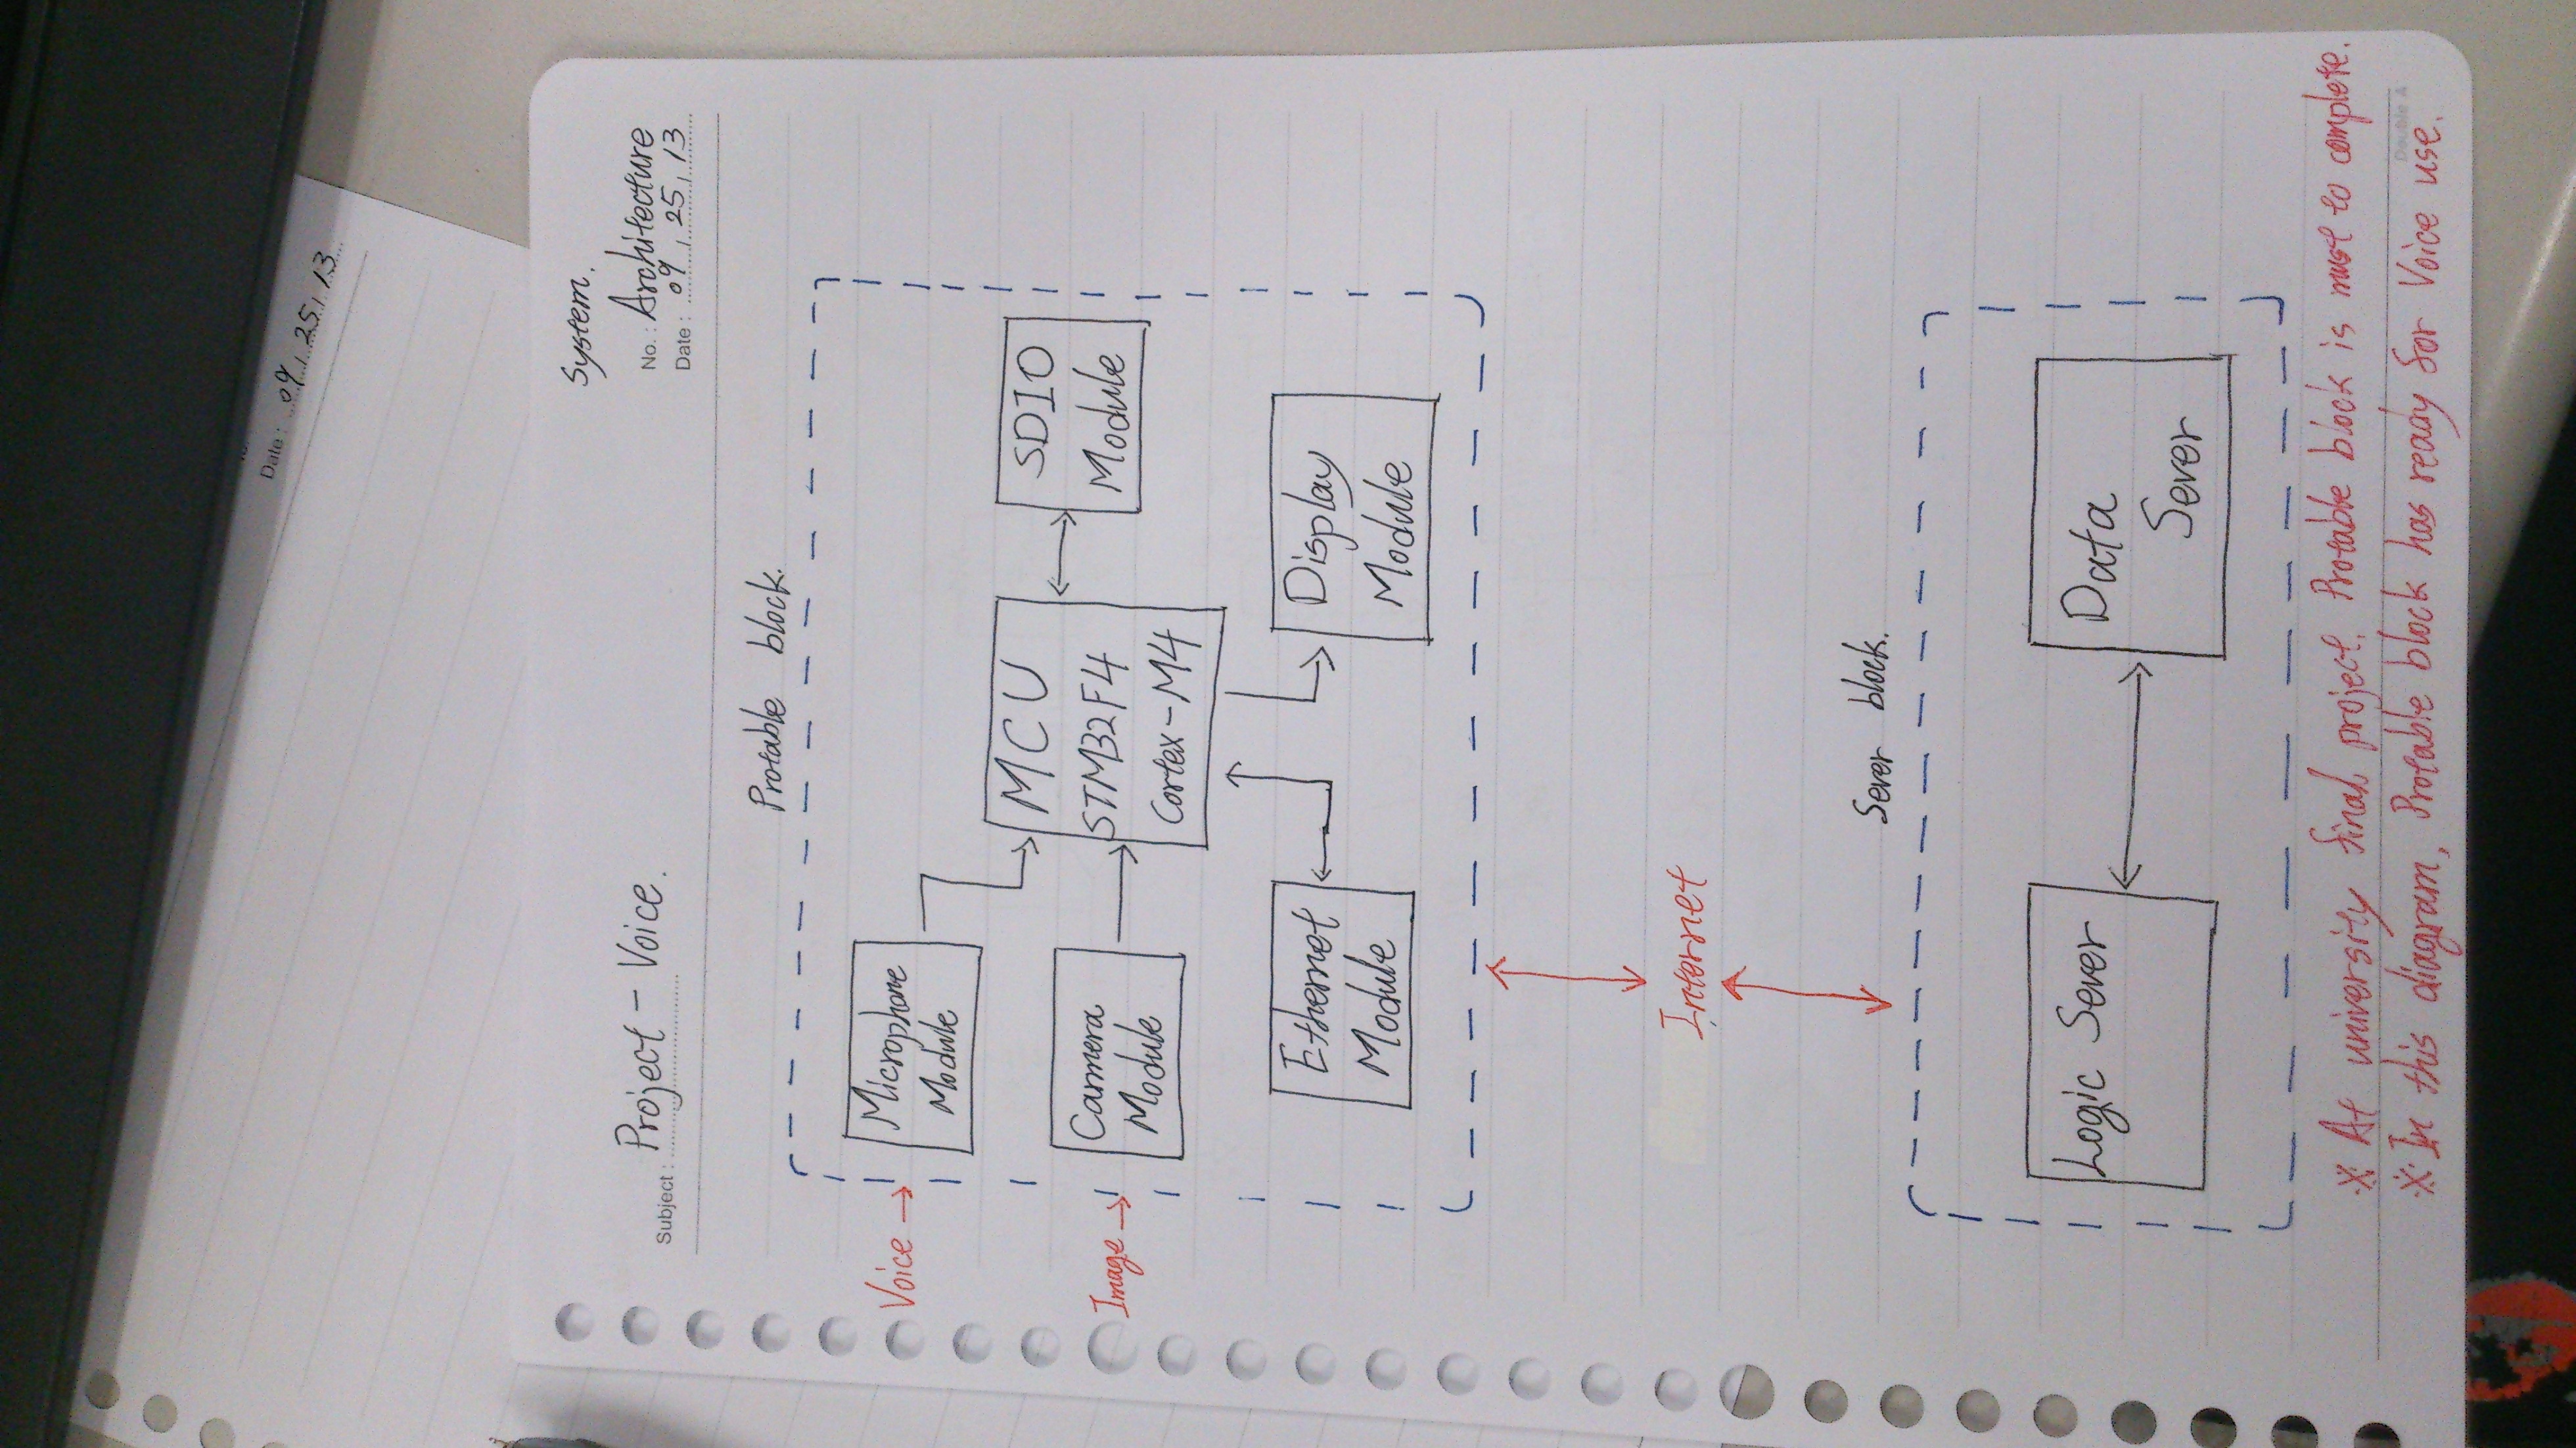 Date : 09, 25, 13
System.
Subject : Project - Voice.
No. : Architecture
Date : 09, 25, 13
Protable block.
Voice →
Microphone
Module
MCU
STM32F4
Cortex-M4
SDIO
Module
Image →
Carmera
Module
Ethernet
Module
Display
Module
Internet
Sever block.
Logic Sever
Data
Sever
※ At university final project, Protable block is must to complete.
Double A
※ In this diagram, Protable block has ready for Voice use.